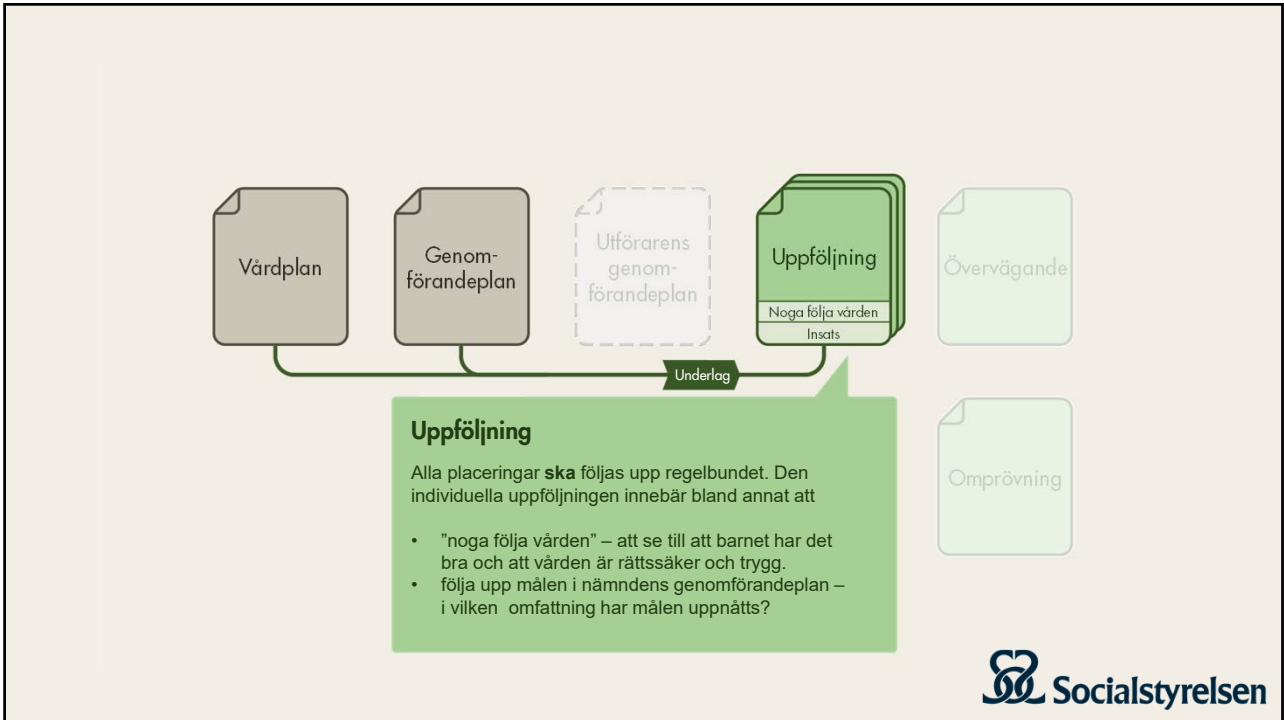 Vårdplan
Genom-
förandeplan
Utförarens
genom-
förandeplan
Uppföljning
Noga följa vården
Insats
Övervägande
Underlag
Uppföljning
Alla placeringar ska följas upp regelbundet. Den
individuella uppföljningen innebär bland annat att
• ”noga följa vården” – att se till att barnet har det
bra och att vården är rättssäker och trygg.
• följa upp målen i nämndens genomförandeplan –
i vilken omfattning har målen uppnåtts?
Omprövning
Socialstyrelsen